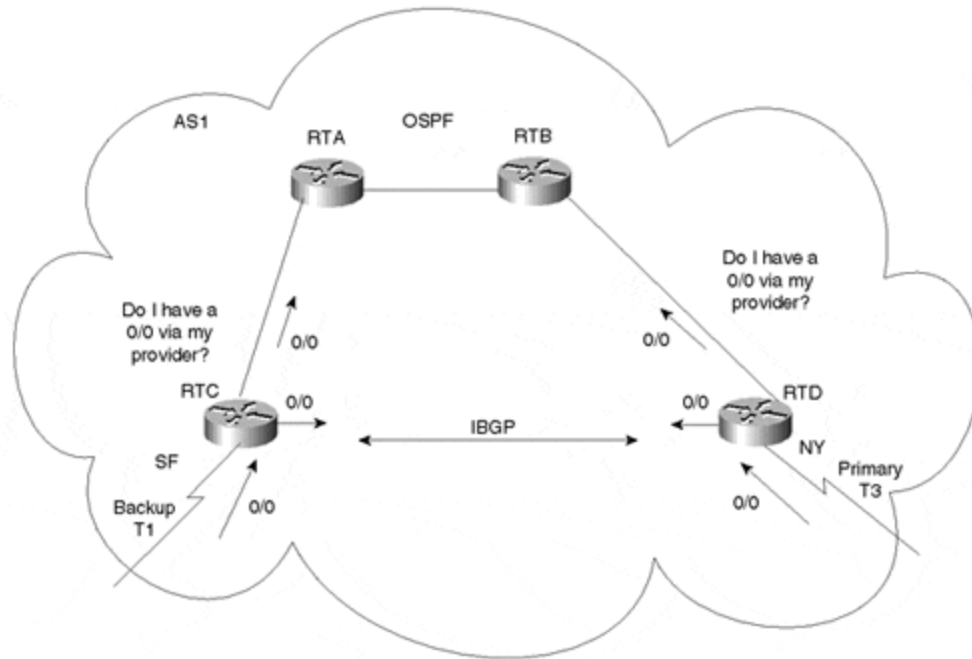 AS1
OSPF
RTA
RTB
Do I have a
0/0 via my
provider?
Do I have a
0/0 via my
provider?
0/0
0/0
RTC
0/0
IBGP
0/0
RTD
SF
NY
Backup
T1
0/0
Primary
T3
0/0